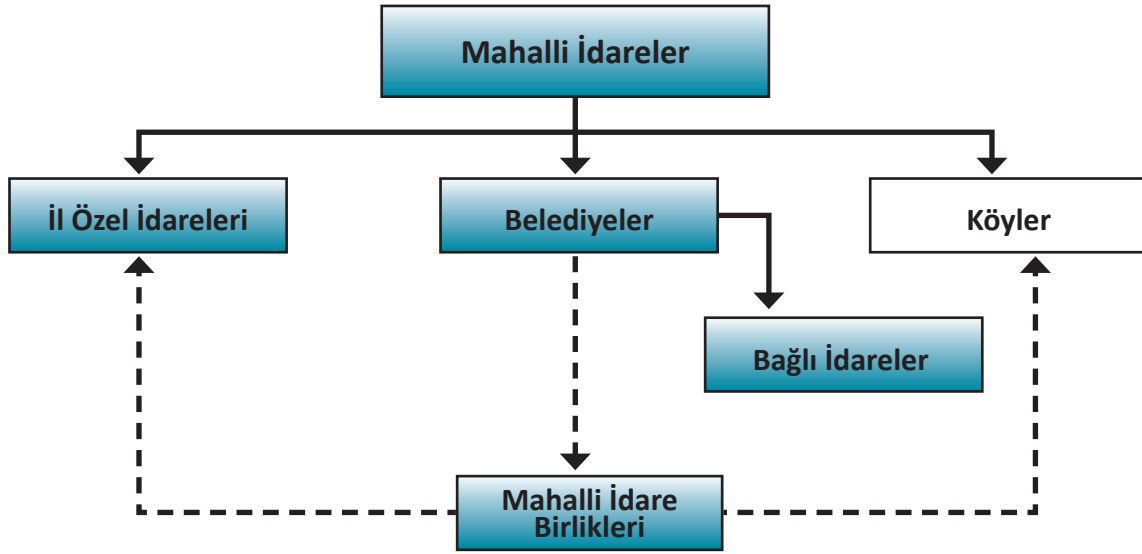 Mahalli İdareler
İl Özel İdareleri
Belediyeler
Köyler
Bağlı İdareler
Mahalli İdare
Birlikleri